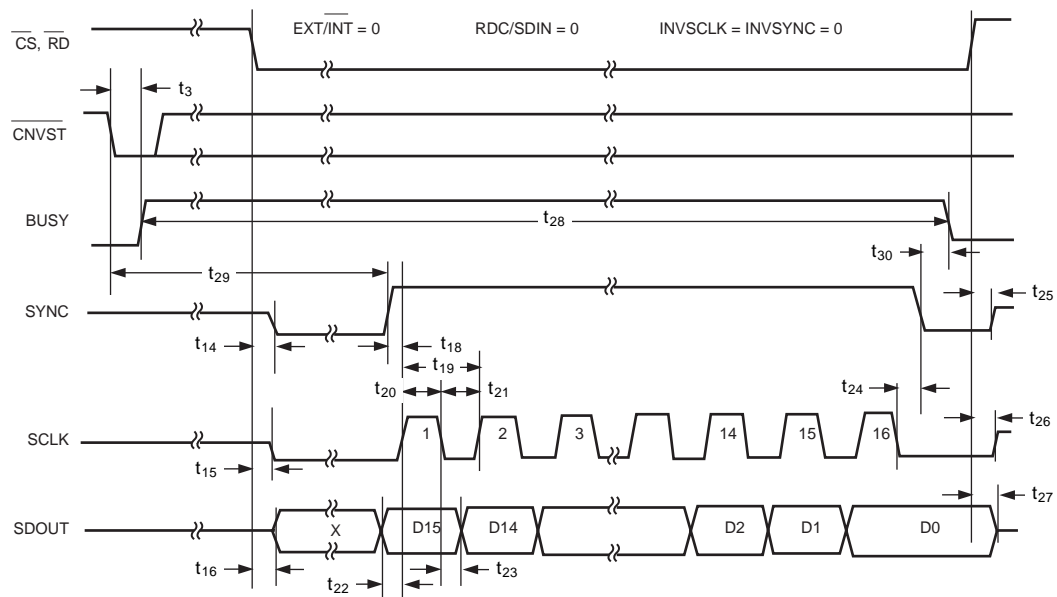 EXT/INT = 0 RDC/SDIN = 0 INVSCLK = INVSYNC = 0
CS, RD
t3
CNVST
BUSY
t28
t29
t30
t25
SYNC
t14
t18
t19
t20
t21
t24
t26
SCLK
1 2 3 14 15 16
t15
t27
SDOUT
X D15 D14 D2 D1 D0
t16
t22
t23